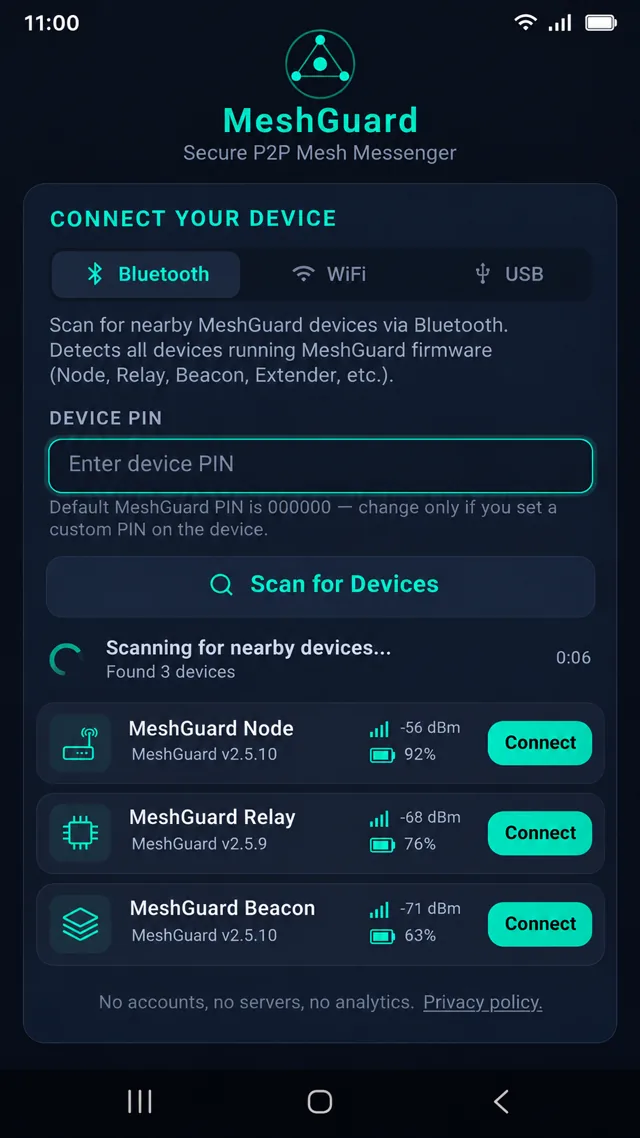 11:00
MeshGuard
Secure P2P Mesh Messenger
CONNECT YOUR DEVICE
Bluetooth
WiFi
USB
Scan for nearby MeshGuard devices via Bluetooth.
Detects all devices running MeshGuard firmware
(Node, Relay, Beacon, Extender, etc.).
DEVICE PIN
Enter device PIN
Default MeshGuard PIN is 000000 — change only if you set a
custom PIN on the device.
Scan for Devices
Scanning for nearby devices...
Found 3 devices
0:06
MeshGuard Node
MeshGuard v2.5.10
-56 dBm
92%
Connect
MeshGuard Relay
MeshGuard v2.5.9
-68 dBm
76%
Connect
MeshGuard Beacon
MeshGuard v2.5.10
-71 dBm
63%
Connect
No accounts, no servers, no analytics. Privacy policy.